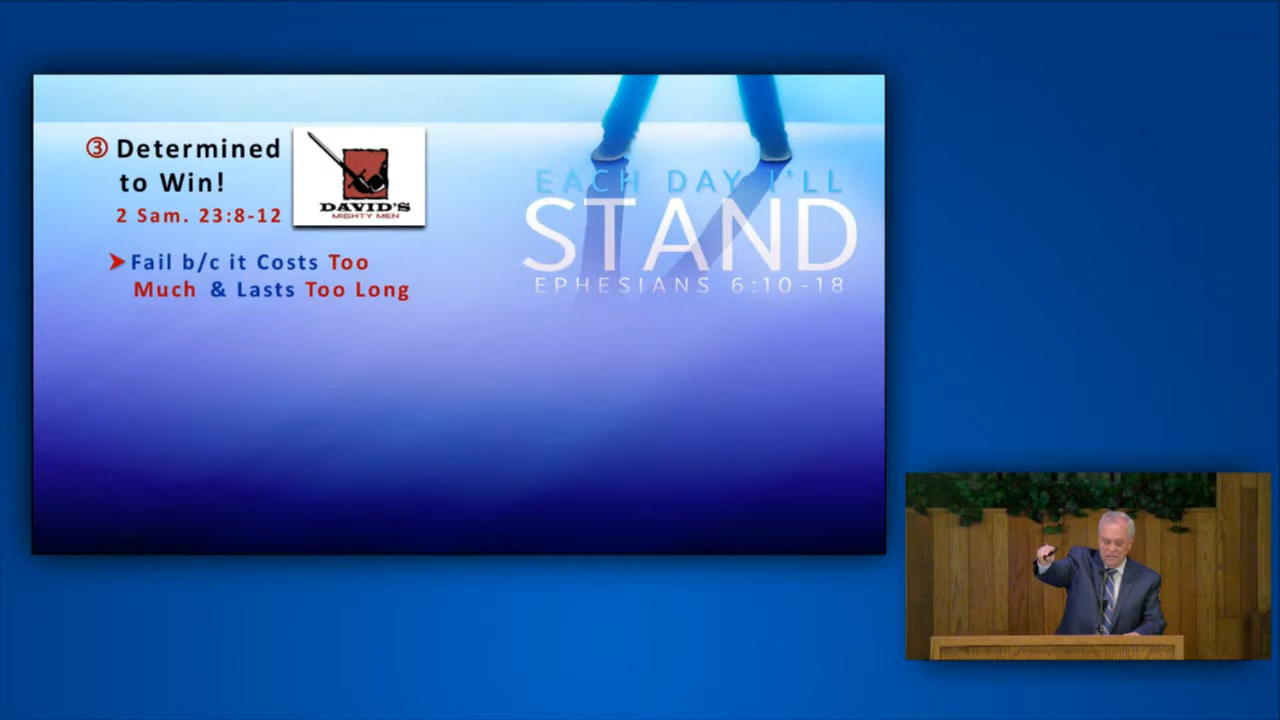 ③ Determined
to Win!
2 Sam. 23:8-12
DAVID'S
MIGHTY MEN
➤Fail b/c it Costs Too
Much & Lasts Too Long
EACH DAY I'LL
STAND
EPHESIANS 6:10-18